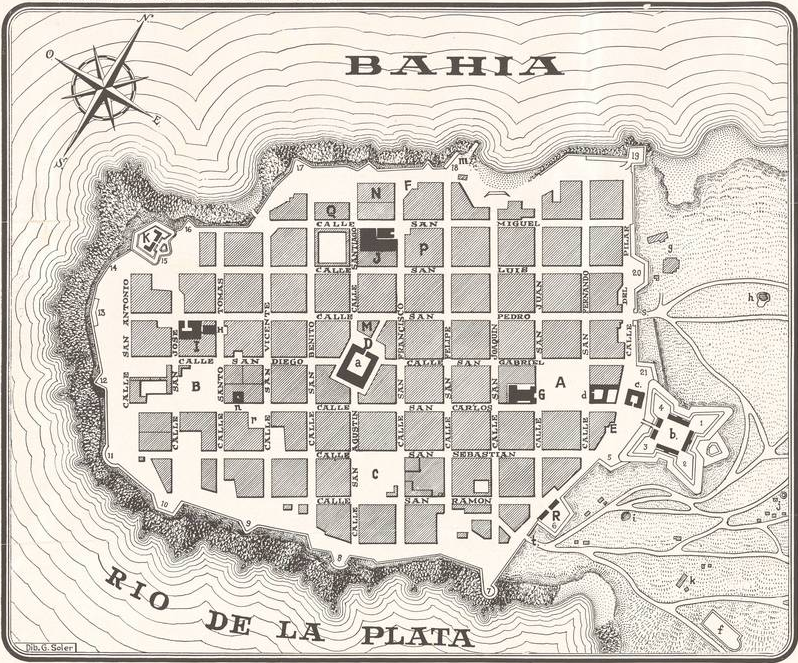 N
O
E
S
BAHIA
17
18
m
19
N
F
Q
CALLE SAN MIGUEL
16
K
15
SANTIAGO
J
P
PILAR
g
14
CALLE SAN LUIS
20
h
13
SAN ANTONIO
TOMAS
VICENTE
CALLE
JUAN
FERNANDO
DEL
CALLE SAN PEDRO
JOSE
H
I
BENITO
M
D
FRANCISCO
FELIPE
JOAQUIN
CALLE
CALLE SAN DIEGO
CALLE SAN GABRIEL
a
12
CALLE
SAN
B
SANTO
SAN
SAN
SAN
SAN
SAN
G
A
SAN
SAN
d
c.
21
n
CALLE SAN CARLOS
4
1
b.
3
2
CALLE
r
CALLE
CALLE
AGUSTIN
CALLE
CALLE
CALLE
CALLE
CALLE
E
11
CALLE SAN SEBASTIAN
5
SAN
C
CALLE SAN RAMON
CALLE
10
9
8
7
R
6
t
i
j
k
f
RIO DE LA PLATA
Dib. G. Soler